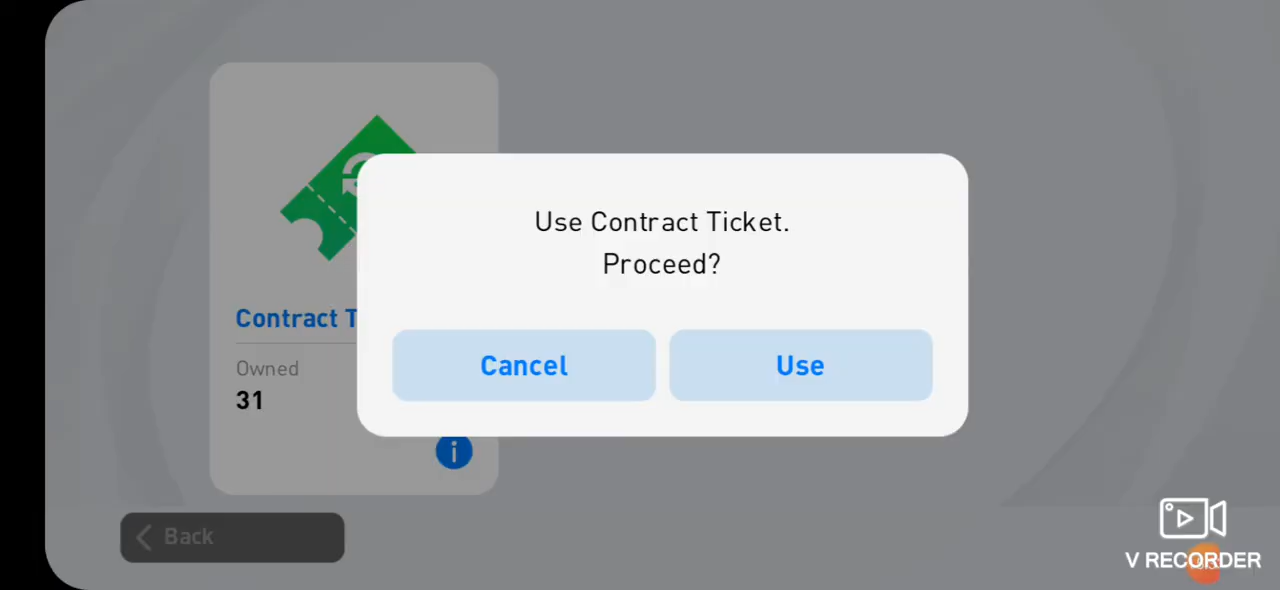 Use Contract Ticket.
Proceed?
Contract T
Cancel
Use
Owned
31
i
Back
V RECORDER